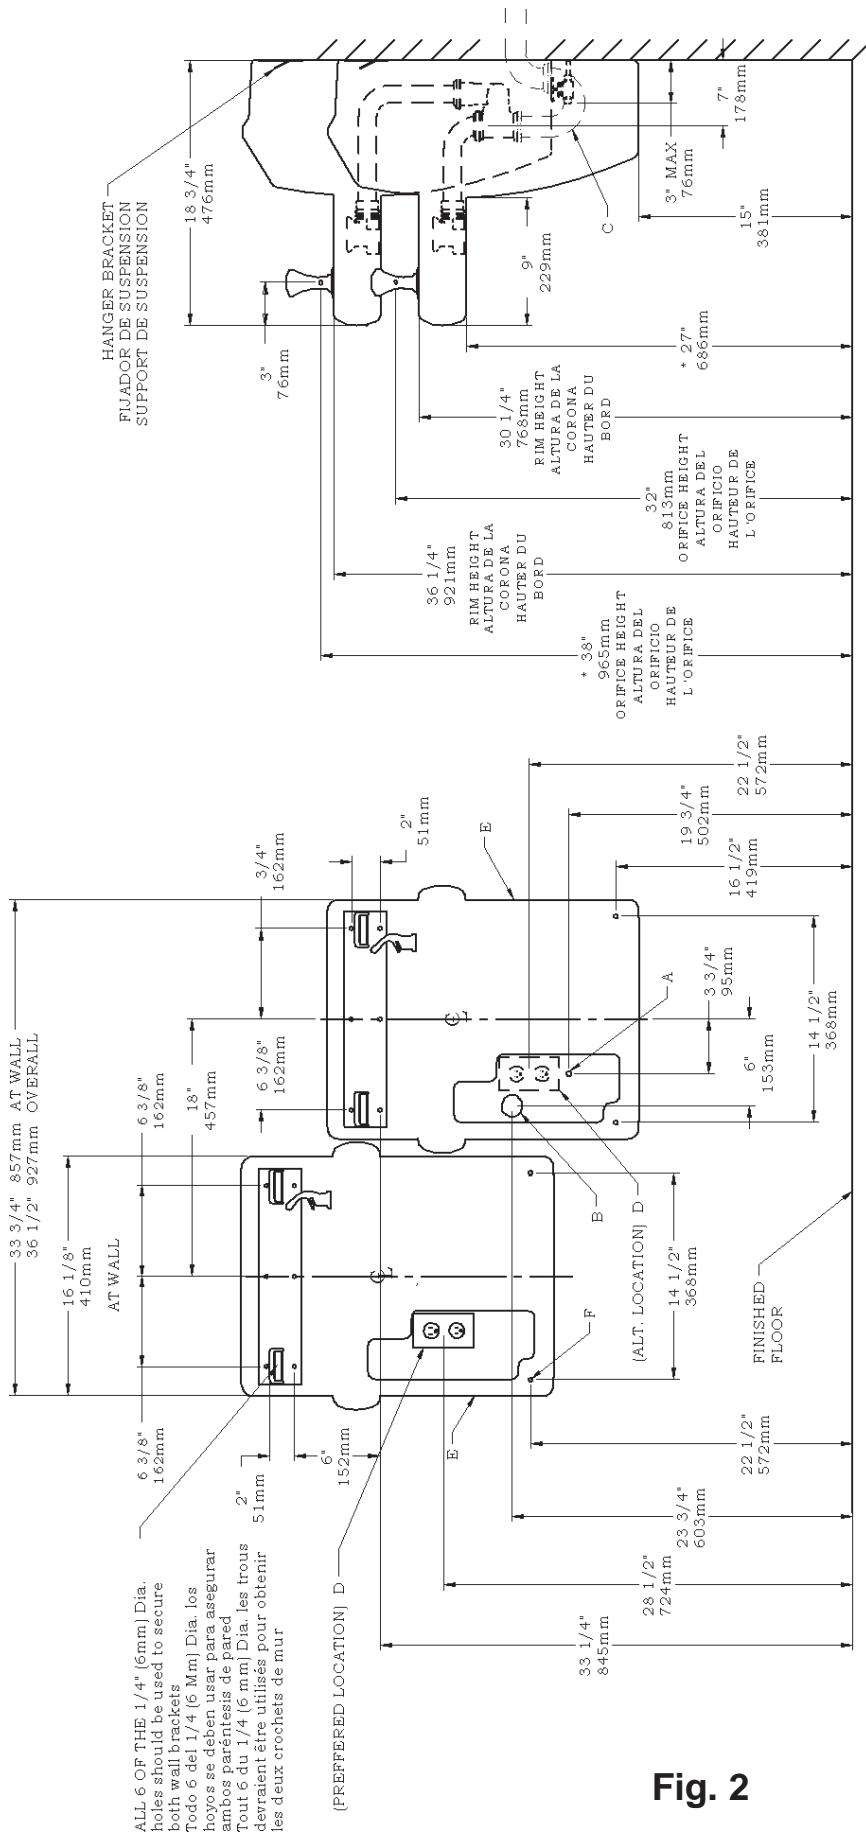 HANGER BRACKET
FIJADOR DE SUSPENSION
SUPPORT DE SUSPENSION
18 3/4"
476mm
3"
76mm
9"
229mm
C
3" MAX
76mm
7"
178mm
15"
381mm
* 27"
686mm
30 1/4"
768mm
RIM HEIGHT
ALTURA DE LA
CORONA
HAUTER DU
BORD
32"
813mm
ORIFICE HEIGHT
ALTURA DEL
ORIFICIO
HAUTEUR DE
L'ORIFICE
36 1/4"
921mm
RIM HEIGHT
ALTURA DE LA
CORONA
HAUTER DU
BORD
* 38"
965mm
ORIFICE HEIGHT
ALTURA DEL
ORIFICIO
HAUTEUR DE
L'ORIFICE
33 3/4" 857mm AT WALL
36 1/2" 927mm OVERALL
16 1/8"
410mm
AT WALL
6 3/8"
162mm
6 3/8"
162mm
18"
457mm
6 3/8"
162mm
3/4"
162mm
2"
51mm
E
22 1/2"
572mm
19 3/4"
502mm
16 1/2"
419mm
3 3/4"
95mm
A
6"
153mm
14 1/2"
368mm
CL
B
(ALT. LOCATION) D
CL
14 1/2"
368mm
F
FINISHED
FLOOR
E
2"
51mm
6"
152mm
22 1/2"
572mm
23 3/4"
603mm
28 1/2"
724mm
33 1/4"
845mm
(PREFFERED LOCATION) D
ALL 6 OF THE 1/4" (6mm) Dia.
holes should be used to secure
both wall brackets
Todo 6 del 1/4 (6 Mm) Dia. los
hoyos se deben usar para asegurar
ambos paréntesis de pared
Tout 6 du 1/4 (6 mm) Dia. les trous
devraient être utilisés pour obtenir
les deux crochets de mur
Fig. 2